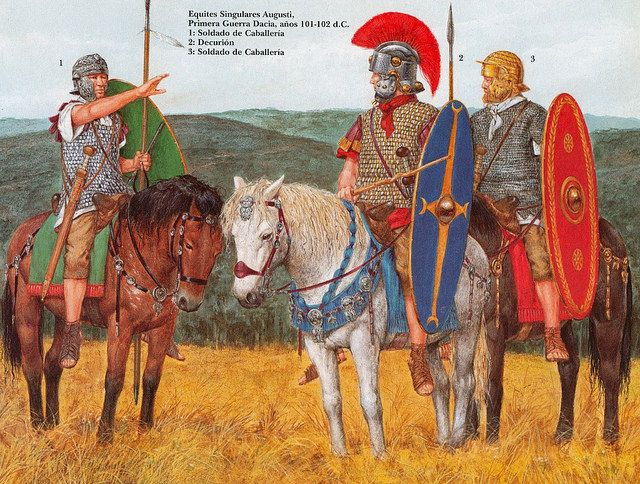 Equites Singulares Augusti,
Primera Guerra Dacia, años 101-102 d.C.
1: Soldado de Caballería
2: Decurión
3: Soldado de Caballería
1
2
3